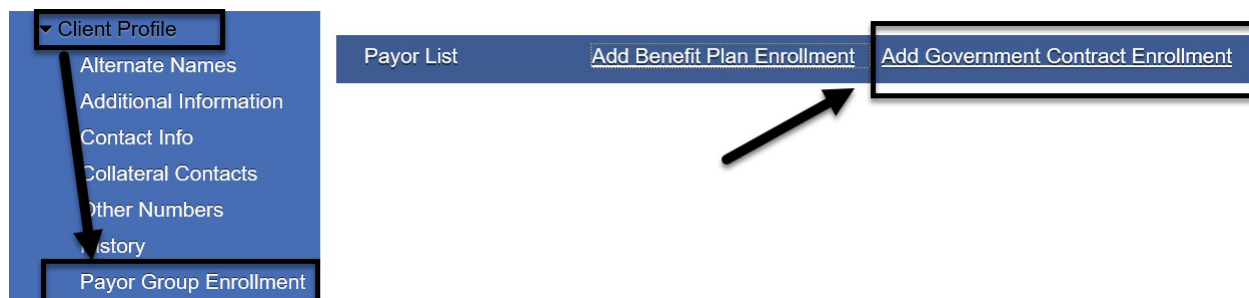 Client Profile
Alternate Names
Additional Information
Contact Info
Collateral Contacts
Other Numbers
History
Payor Group Enrollment
Payor List Add Benefit Plan Enrollment Add Government Contract Enrollment